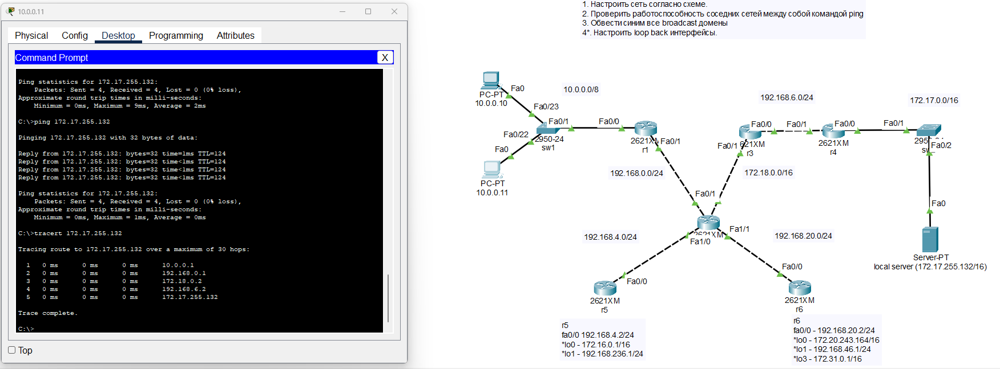 10.0.0.11
Physical Config Desktop Programming Attributes
Command Prompt
X
Ping statistics for 172.17.255.132:
Packets: Sent = 4, Received = 4, Lost = 0 (0% loss),
Approximate round trip times in milli-seconds:
Minimum = 0ms, Maximum = 9ms, Average = 2ms
C:\>ping 172.17.255.132
Pinging 172.17.255.132 with 32 bytes of data:
Reply from 172.17.255.132: bytes=32 time=1ms TTL=124
Reply from 172.17.255.132: bytes=32 time<1ms TTL=124
Reply from 172.17.255.132: bytes=32 time<1ms TTL=124
Reply from 172.17.255.132: bytes=32 time<1ms TTL=124
Ping statistics for 172.17.255.132:
Packets: Sent = 4, Received = 4, Lost = 0 (0% loss),
Approximate round trip times in milli-seconds:
Minimum = 0ms, Maximum = 1ms, Average = 0ms
C:\>tracert 172.17.255.132
Tracing route to 172.17.255.132 over a maximum of 30 hops:
1 0 ms 0 ms 0 ms 10.0.0.1
2 0 ms 0 ms 0 ms 192.168.0.1
3 0 ms 0 ms 0 ms 172.18.0.2
4 0 ms 0 ms 0 ms 192.168.6.2
5 0 ms 0 ms 0 ms 172.17.255.132
Trace complete.
C:\>
Top
1. Настроить сеть согласно схеме.
2. Проверить работоспособность соседних сетей между собой командой ping
3. Обвести синим все broadcast домены
4*. Настроить loop back интерфейсы.
Fa0
PC-PT
10.0.0.10
10.0.0.0/8
Fa0/23
Fa0/1
Fa0/0
Fa0/22
2950-24
sw1
Fa0
PC-PT
10.0.0.11
2621XM
r1
Fa0/1
192.168.0.0/24
192.168.6.0/24
172.17.0.0/16
Fa0/0
Fa0/1
Fa0/0
Fa0/1
Fa0/1
621XM
r3
2621XM
r4
Fa0/2
172.18.0.0/16
Fa0/1
Fa0
192.168.4.0/24
2621XM
Fa1/0
Fa1/1
192.168.20.0/24
Server-PT
local server (172.17.255.132/16)
Fa0/0
2621XM
r5
Fa0/0
2621XM
r6
r5
fa0/0 192.168.4.2/24
*lo0 - 172.16.0.1/16
*lo1 - 192.168.236.1/24
r6
fa0/0 - 192.168.20.2/24
*lo0 - 172.20.243.164/16
*lo1 - 192.168.46.1/24
*lo3 - 172.31.0.1/16